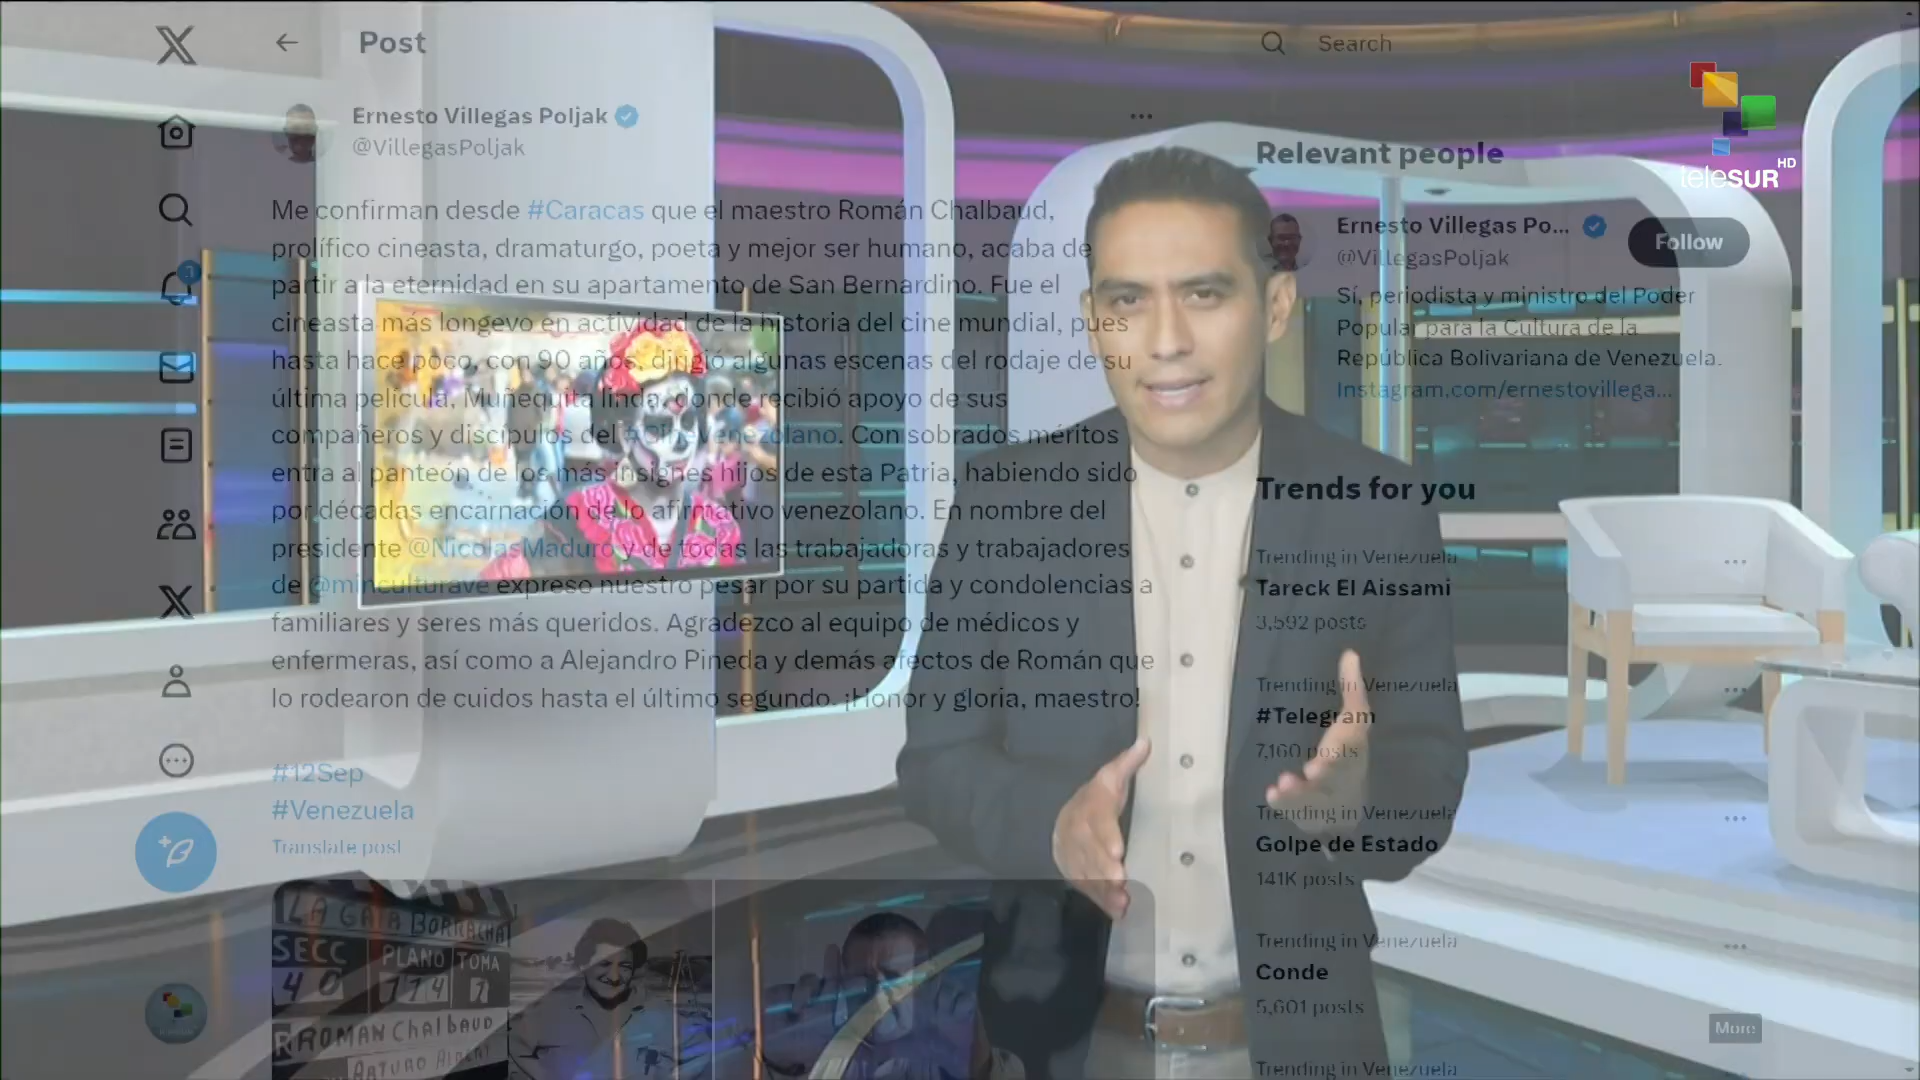 Post
Search
Ernesto Villegas Poljak
@VillegasPoljak
Me confirman desde #Caracas que el maestro Román Chalbaud,
prolífico cineasta, dramaturgo, poeta y mejor ser humano, acaba de
partir a la eternidad en su apartamento de San Bernardino. Fue el
cineasta más longevo en actividad de la historia del cine mundial, pues
hasta hace poco, con 90 años, dirigió algunas escenas del rodaje de su
última película, Muñequita linda, donde recibió apoyo de sus
compañeros y discípulos del #CineVenezolano. Con sobrados méritos
entra al panteón de los más insignes hijos de esta Patria, habiendo sido
por décadas encarnación de lo afirmativo venezolano. En nombre del
presidente @NicolasMaduro y de todas las trabajadoras y trabajadores
de @minculturave expreso nuestro pesar por su partida y condolencias a
familiares y seres más queridos. Agradezco al equipo de médicos y
enfermeras, así como a Alejandro Pineda y demás afectos de Román que
lo rodearon de cuidos hasta el último segundo. ¡Honor y gloria, maestro!
#12Sep
#Venezuela
Translate post
LA GATA BORRACHA
SECC PLANO TOMA
40 114 1
ROMAN Chalbaud
ARTURO
teleSUR HD
Relevant people
Ernesto Villegas Po...
@VillegasPoljak
Follow
Sí, periodista y ministro del Poder
Popular para la Cultura de la
República Bolivariana de Venezuela.
Instagram.com/ernestovillega...
Trends for you
Trending in Venezuela
Tareck El Aissami
3,592 posts
Trending in Venezuela
#Telegram
7,160 posts
Trending in Venezuela
Golpe de Estado
141K posts
Trending in Venezuela
Conde
5,601 posts
Trending in Venezuela
More